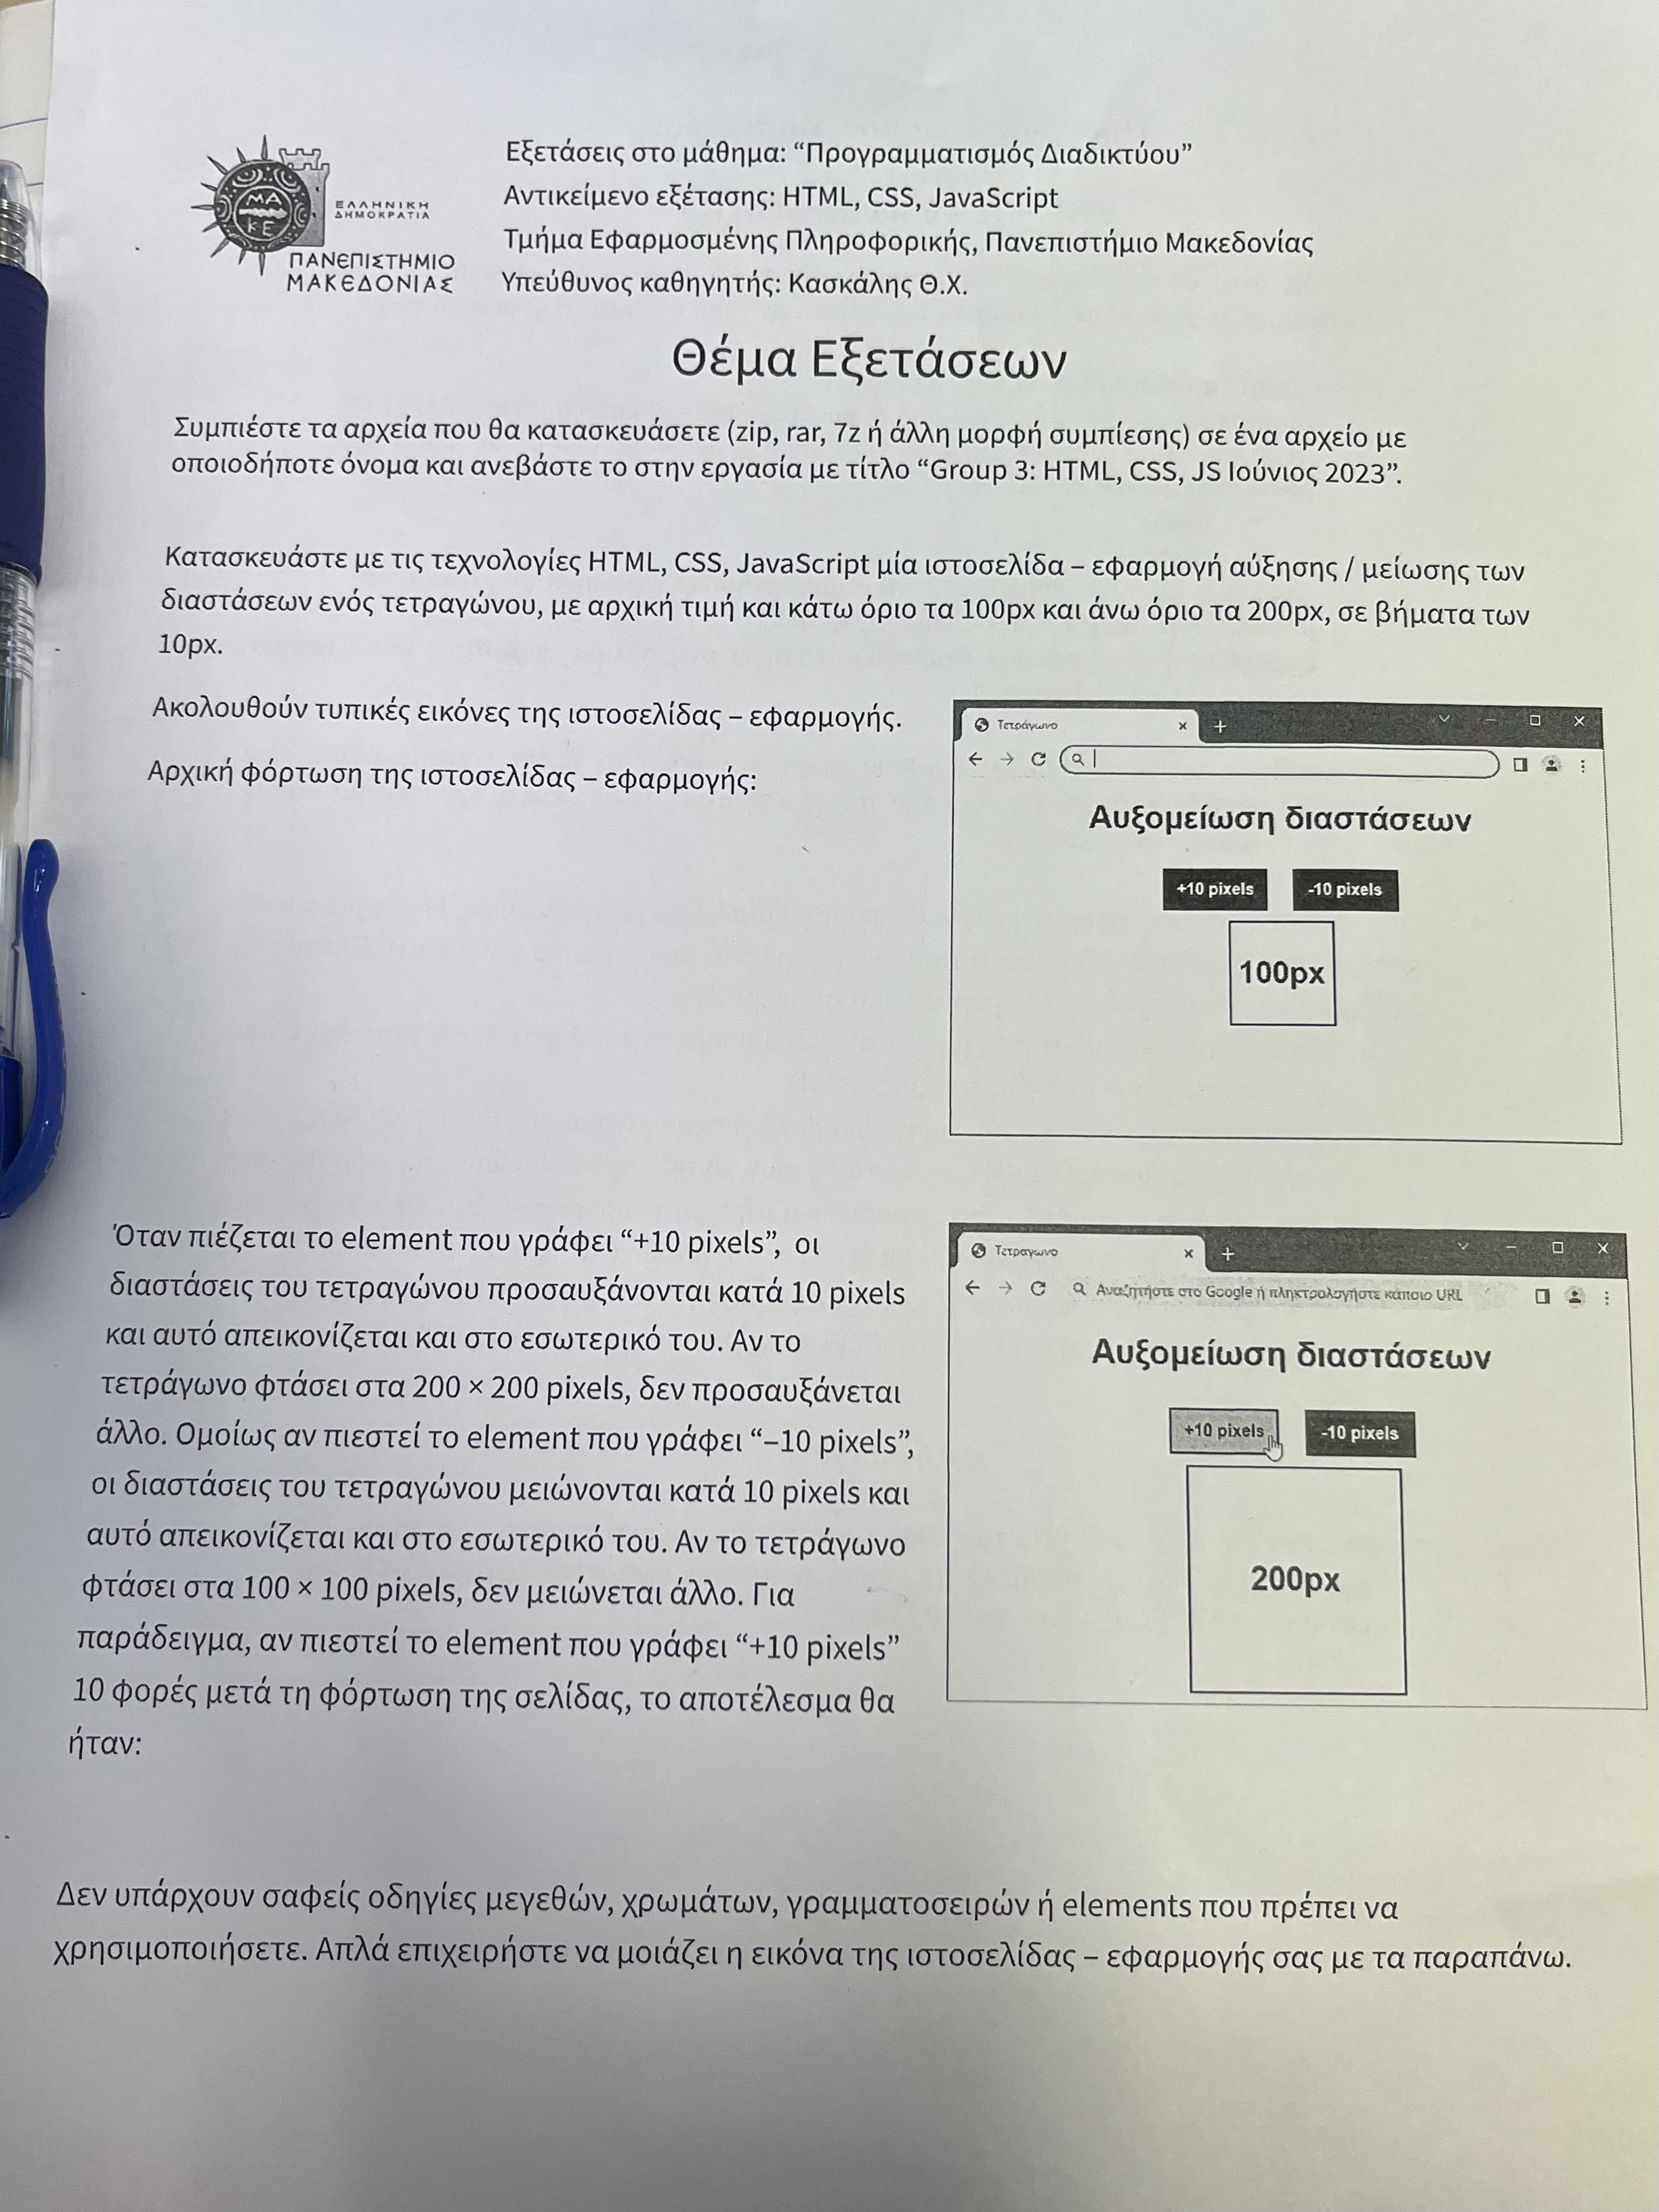 ΜΑ
ΚΕ
ΕΛΛΗΝΙΚΗ
ΔΗΜΟΚΡΑΤΙΑ
ΠΑΝΕΠΙΣΤΗΜΙΟ
ΜΑΚΕΔΟΝΙΑΣ
Εξετάσεις στο μάθημα: “Προγραμματισμός Διαδικτύου”
Αντικείμενο εξέτασης: HTML, CSS, JavaScript
Τμήμα Εφαρμοσμένης Πληροφορικής, Πανεπιστήμιο Μακεδονίας
Υπεύθυνος καθηγητής: Κασκάλης Θ.Χ.
Θέμα Εξετάσεων
Συμπιέστε τα αρχεία που θα κατασκευάσετε (zip, rar, 7z ή άλλη μορφή συμπίεσης) σε ένα αρχείο με
οποιοδήποτε όνομα και ανεβάστε το στην εργασία με τίτλο “Group 3: HTML, CSS, JS Ιούνιος 2023”.
Κατασκευάστε με τις τεχνολογίες HTML, CSS, JavaScript μία ιστοσελίδα – εφαρμογή αύξησης / μείωσης των
διαστάσεων ενός τετραγώνου, με αρχική τιμή και κάτω όριο τα 100px και άνω όριο τα 200px, σε βήματα των
10px.
Ακολουθούν τυπικές εικόνες της ιστοσελίδας – εφαρμογής.
Αρχική φόρτωση της ιστοσελίδας – εφαρμογής:
Τετράγωνο
Αυξομείωση διαστάσεων
+10 pixels -10 pixels
100px
Όταν πιέζεται το element που γράφει “+10 pixels”, οι
διαστάσεις του τετραγώνου προσαυξάνονται κατά 10 pixels
και αυτό απεικονίζεται και στο εσωτερικό του. Αν το
τετράγωνο φτάσει στα 200 × 200 pixels, δεν προσαυξάνεται
άλλο. Ομοίως αν πιεστεί το element που γράφει “–10 pixels”,
οι διαστάσεις του τετραγώνου μειώνονται κατά 10 pixels και
αυτό απεικονίζεται και στο εσωτερικό του. Αν το τετράγωνο
φτάσει στα 100 × 100 pixels, δεν μειώνεται άλλο. Για
παράδειγμα, αν πιεστεί το element που γράφει “+10 pixels”
10 φορές μετά τη φόρτωση της σελίδας, το αποτέλεσμα θα
ήταν:
Τετράγωνο
Αναζητήστε στο Google ή πληκτρολογήστε κάποιο URL
Αυξομείωση διαστάσεων
+10 pixels -10 pixels
200px
Δεν υπάρχουν σαφείς οδηγίες μεγεθών, χρωμάτων, γραμματοσειρών ή elements που πρέπει να
χρησιμοποιήσετε. Απλά επιχειρήστε να μοιάζει η εικόνα της ιστοσελίδας – εφαρμογής σας με τα παραπάνω.